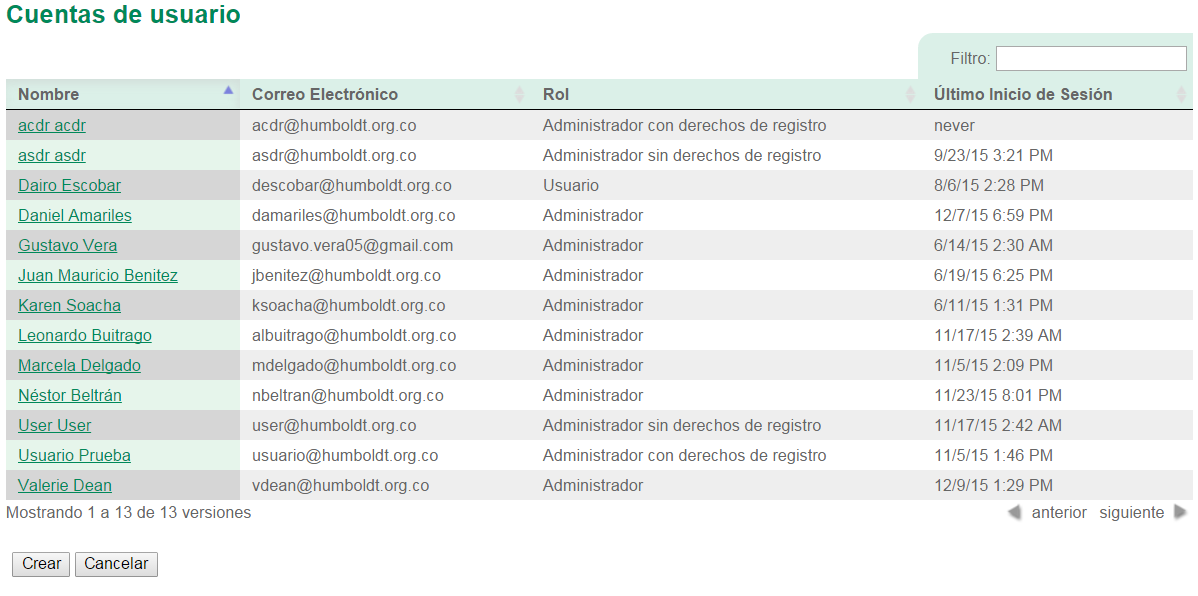 Cuentas de usuario
Filtro:
Nombre Correo Electrónico Rol Último Inicio de Sesión
acdr acdr acdr@humboldt.org.co Administrador con derechos de registro never
asdr asdr asdr@humboldt.org.co Administrador sin derechos de registro 9/23/15 3:21 PM
Dairo Escobar descobar@humboldt.org.co Usuario 8/6/15 2:28 PM
Daniel Amariles damariles@humboldt.org.co Administrador 12/7/15 6:59 PM
Gustavo Vera gustavo.vera05@gmail.com Administrador 6/14/15 2:30 AM
Juan Mauricio Benitez jbenitez@humboldt.org.co Administrador 6/19/15 6:25 PM
Karen Soacha ksoacha@humboldt.org.co Administrador 6/11/15 1:31 PM
Leonardo Buitrago albuitrago@humboldt.org.co Administrador 11/17/15 2:39 AM
Marcela Delgado mdelgado@humboldt.org.co Administrador 11/5/15 2:09 PM
Néstor Beltrán nbeltran@humboldt.org.co Administrador 11/23/15 8:01 PM
User User user@humboldt.org.co Administrador sin derechos de registro 11/17/15 2:42 AM
Usuario Prueba usuario@humboldt.org.co Administrador con derechos de registro 11/5/15 1:46 PM
Valerie Dean vdean@humboldt.org.co Administrador 12/9/15 1:29 PM
Mostrando 1 a 13 de 13 versiones anterior siguiente
Crear Cancelar